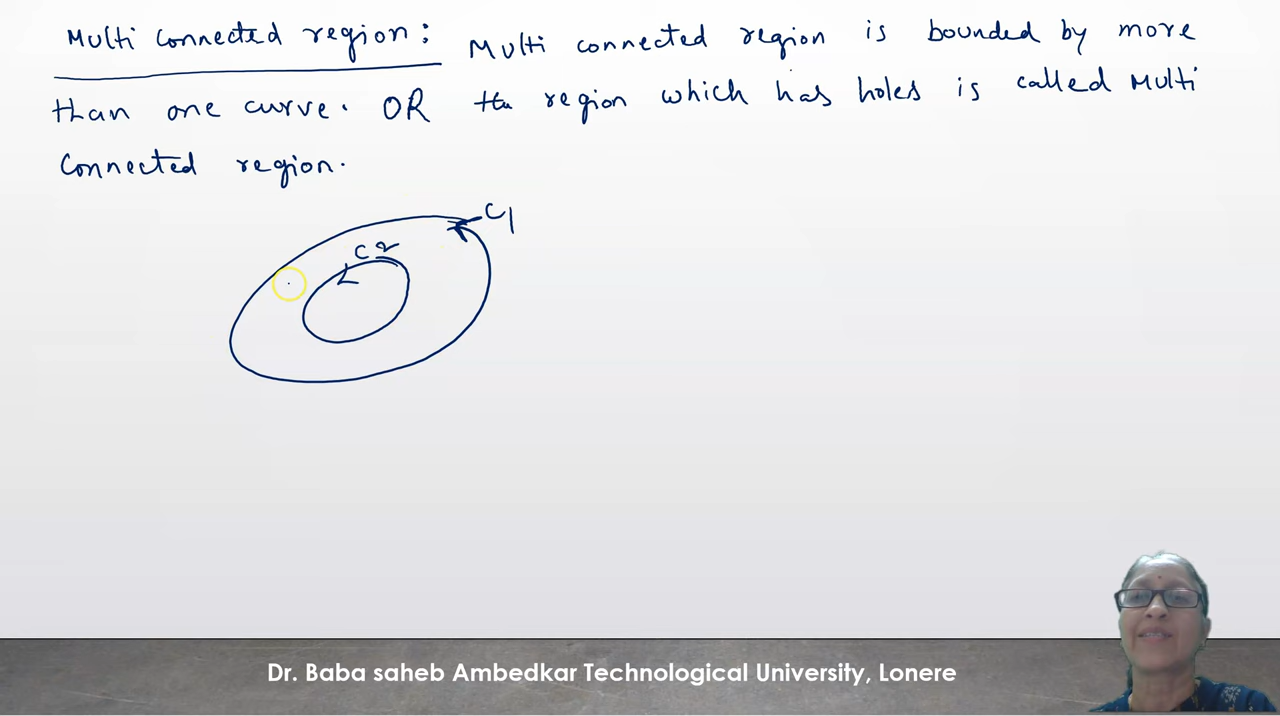 Multi connected region : Multi connected region is bounded by more
than one curve. OR the region which has holes is called Multi
connected region.
C1
C2
Dr. Baba saheb Ambedkar Technological University, Lonere